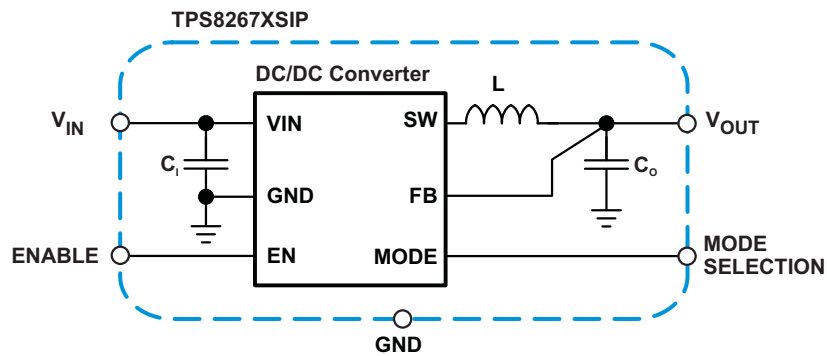 TPS8267XSIP
DC/DC Converter
L
VIN
VIN
SW
VOUT
CI
GND
FB
CO
ENABLE
EN
MODE
MODE
SELECTION
GND